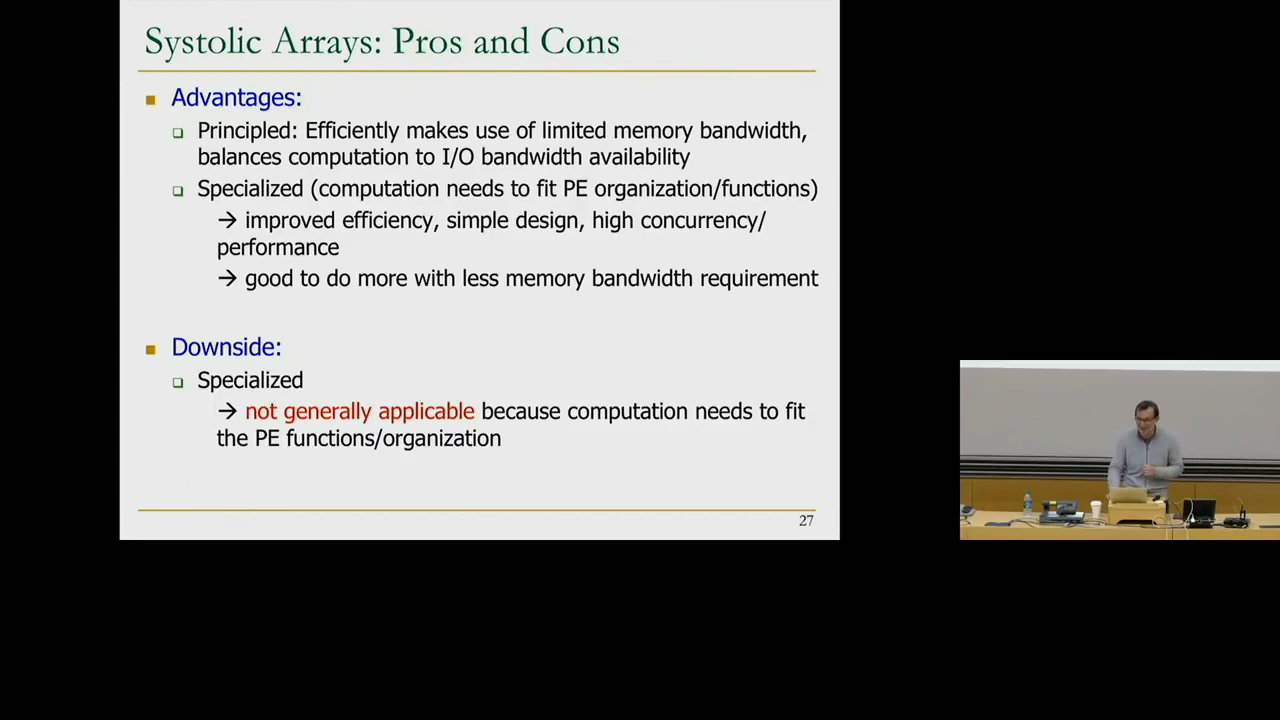 Systolic Arrays: Pros and Cons
Advantages:
Principled: Efficiently makes use of limited memory bandwidth,
balances computation to I/O bandwidth availability
Specialized (computation needs to fit PE organization/functions)
→ improved efficiency, simple design, high concurrency/
performance
→ good to do more with less memory bandwidth requirement
Downside:
Specialized
→ not generally applicable because computation needs to fit
the PE functions/organization
27